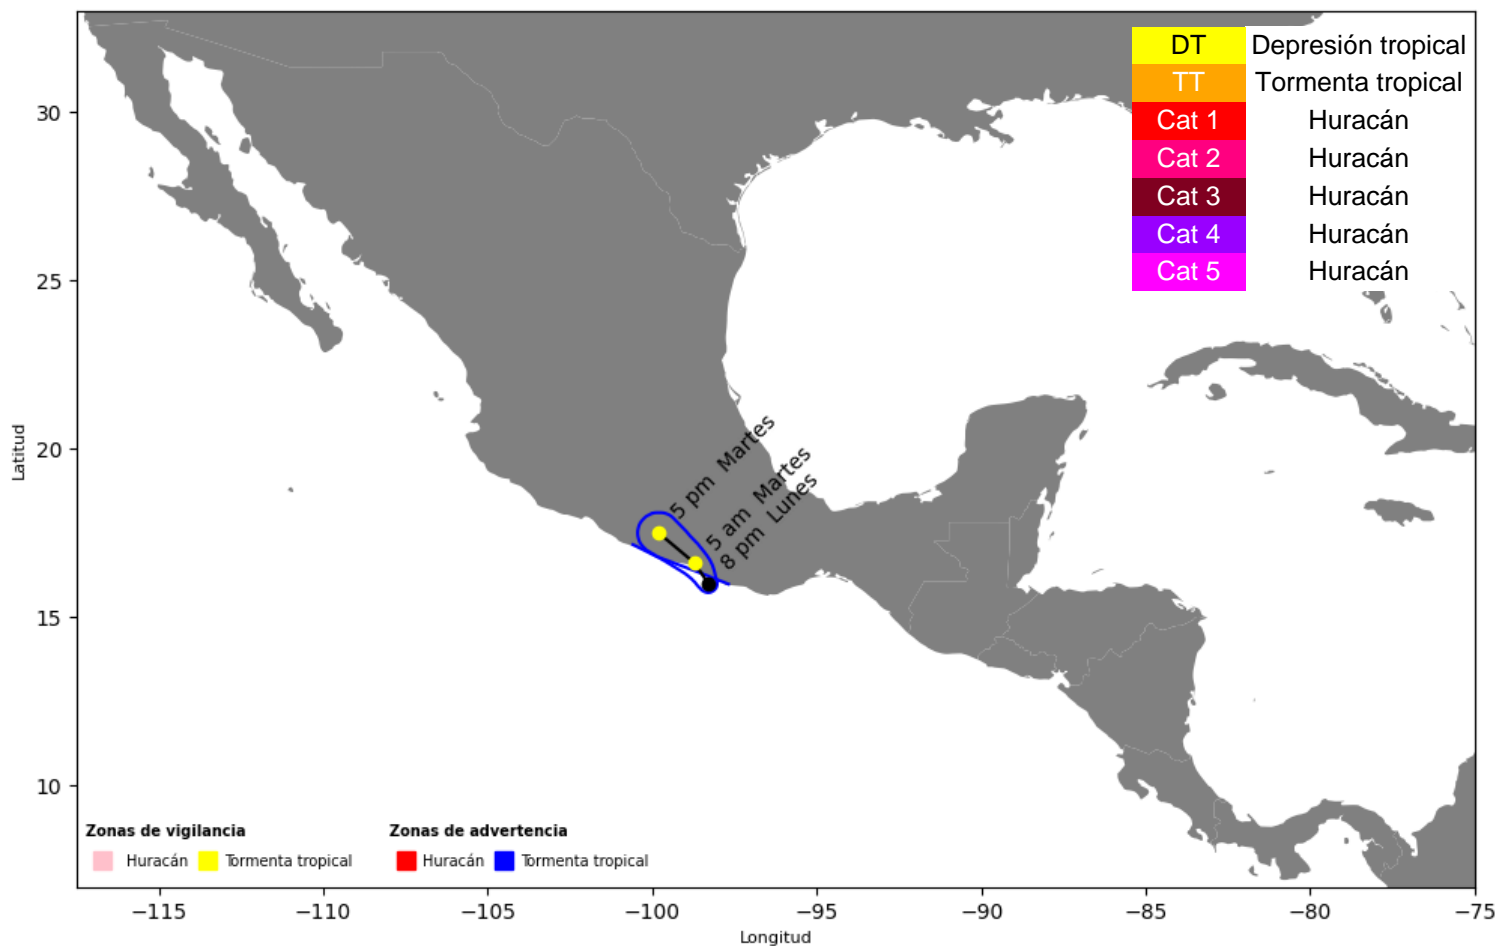 DT Depresión tropical
TT Tormenta tropical
Cat 1 Huracán
Cat 2 Huracán
Cat 3 Huracán
Cat 4 Huracán
Cat 5 Huracán
30
25
20
15
10
Latitud
5 pm Martes
5 am Martes
8 pm Lunes
Zonas de vigilancia
Huracán Tormenta tropical
Zonas de advertencia
Huracán Tormenta tropical
−115 −110 −105 −100 −95 −90 −85 −80 −75
Longitud